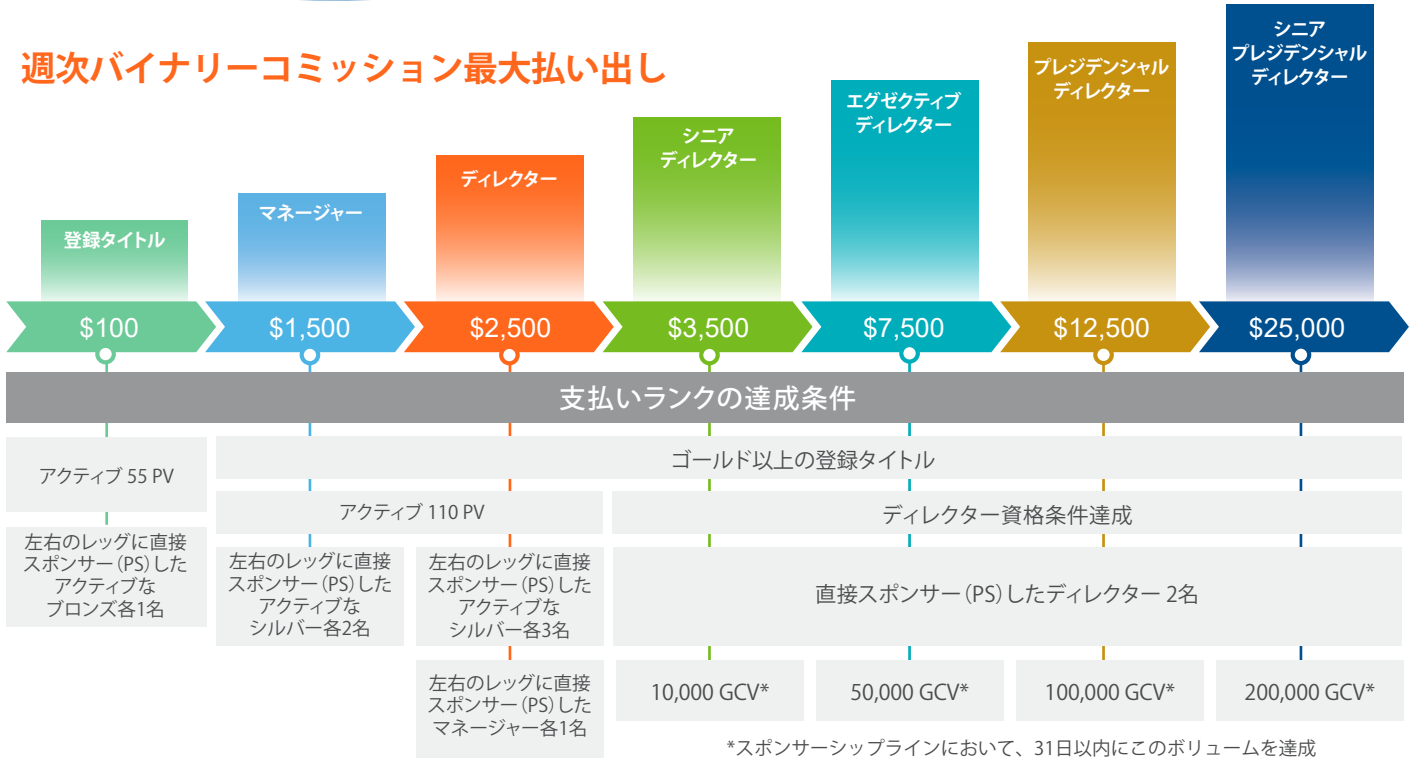 週次バイナリーコミッション最大払い出し
登録タイトル
マネージャー
ディレクター
シニア
ディレクター
エグゼクティブ
ディレクター
プレジデンシャル
ディレクター
シニア
プレジデンシャル
ディレクター
$100
$1,500
$2,500
$3,500
$7,500
$12,500
$25,000
支払いランクの達成条件
アクティブ 55 PV
ゴールド以上の登録タイトル
アクティブ 110 PV
ディレクター資格条件達成
左右のレッグに直接
スポンサー(PS)した
アクティブな
ブロンズ各1名
左右のレッグに直接
スポンサー(PS)した
アクティブな
シルバー各2名
左右のレッグに直接
スポンサー(PS)した
アクティブな
シルバー各3名
直接スポンサー(PS)したディレクター 2名
左右のレッグに直接
スポンサー(PS)した
マネージャー各1名
10,000 GCV*
50,000 GCV*
100,000 GCV*
200,000 GCV*
*スポンサーシップラインにおいて、31日以内にこのボリュームを達成